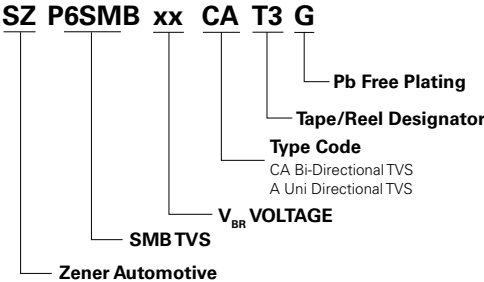 SZ P6SMB xx CA T3 G
Pb Free Plating
Tape/Reel Designator
Type Code
CA Bi-Directional TVS
A Uni Directional TVS
VBR VOLTAGE
SMB TVS
Zener Automotive